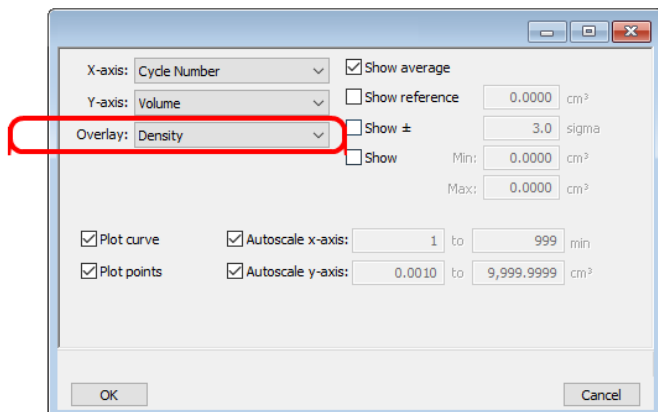 X-axis: Cycle Number Show average
Y-axis: Volume Show reference 0.0000 cm³
Overlay: Density Show ± 3.0 sigma
Show Min: 0.0000 cm³
Max: 0.0000 cm³
Plot curve Autoscale x-axis: 1 to 999 min
Plot points Autoscale y-axis: 0.0010 to 9,999.9999 cm³
OK Cancel